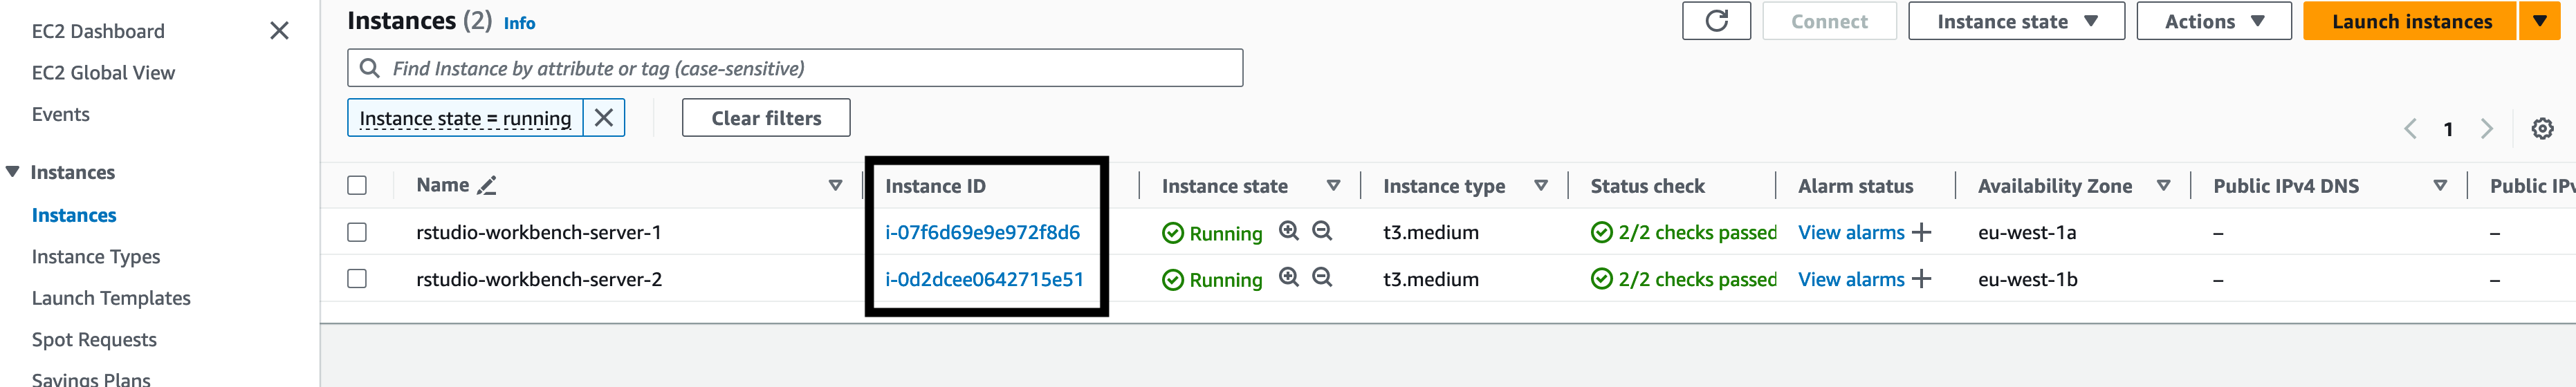 EC2 Dashboard
EC2 Global View
Events
Instances
Instances
Instance Types
Launch Templates
Spot Requests
Savings Plans
Instances (2) Info
Connect
Instance state
Actions
Launch instances
Find Instance by attribute or tag (case-sensitive)
Instance state = running
Clear filters
1
Name Instance ID Instance state Instance type Status check Alarm status Availability Zone Public IPv4 DNS Public IPv
rstudio-workbench-server-1 i-07f6d69e9e972f8d6 Running t3.medium 2/2 checks passed View alarms + eu-west-1a – –
rstudio-workbench-server-2 i-0d2dcee0642715e51 Running t3.medium 2/2 checks passed View alarms + eu-west-1b – –